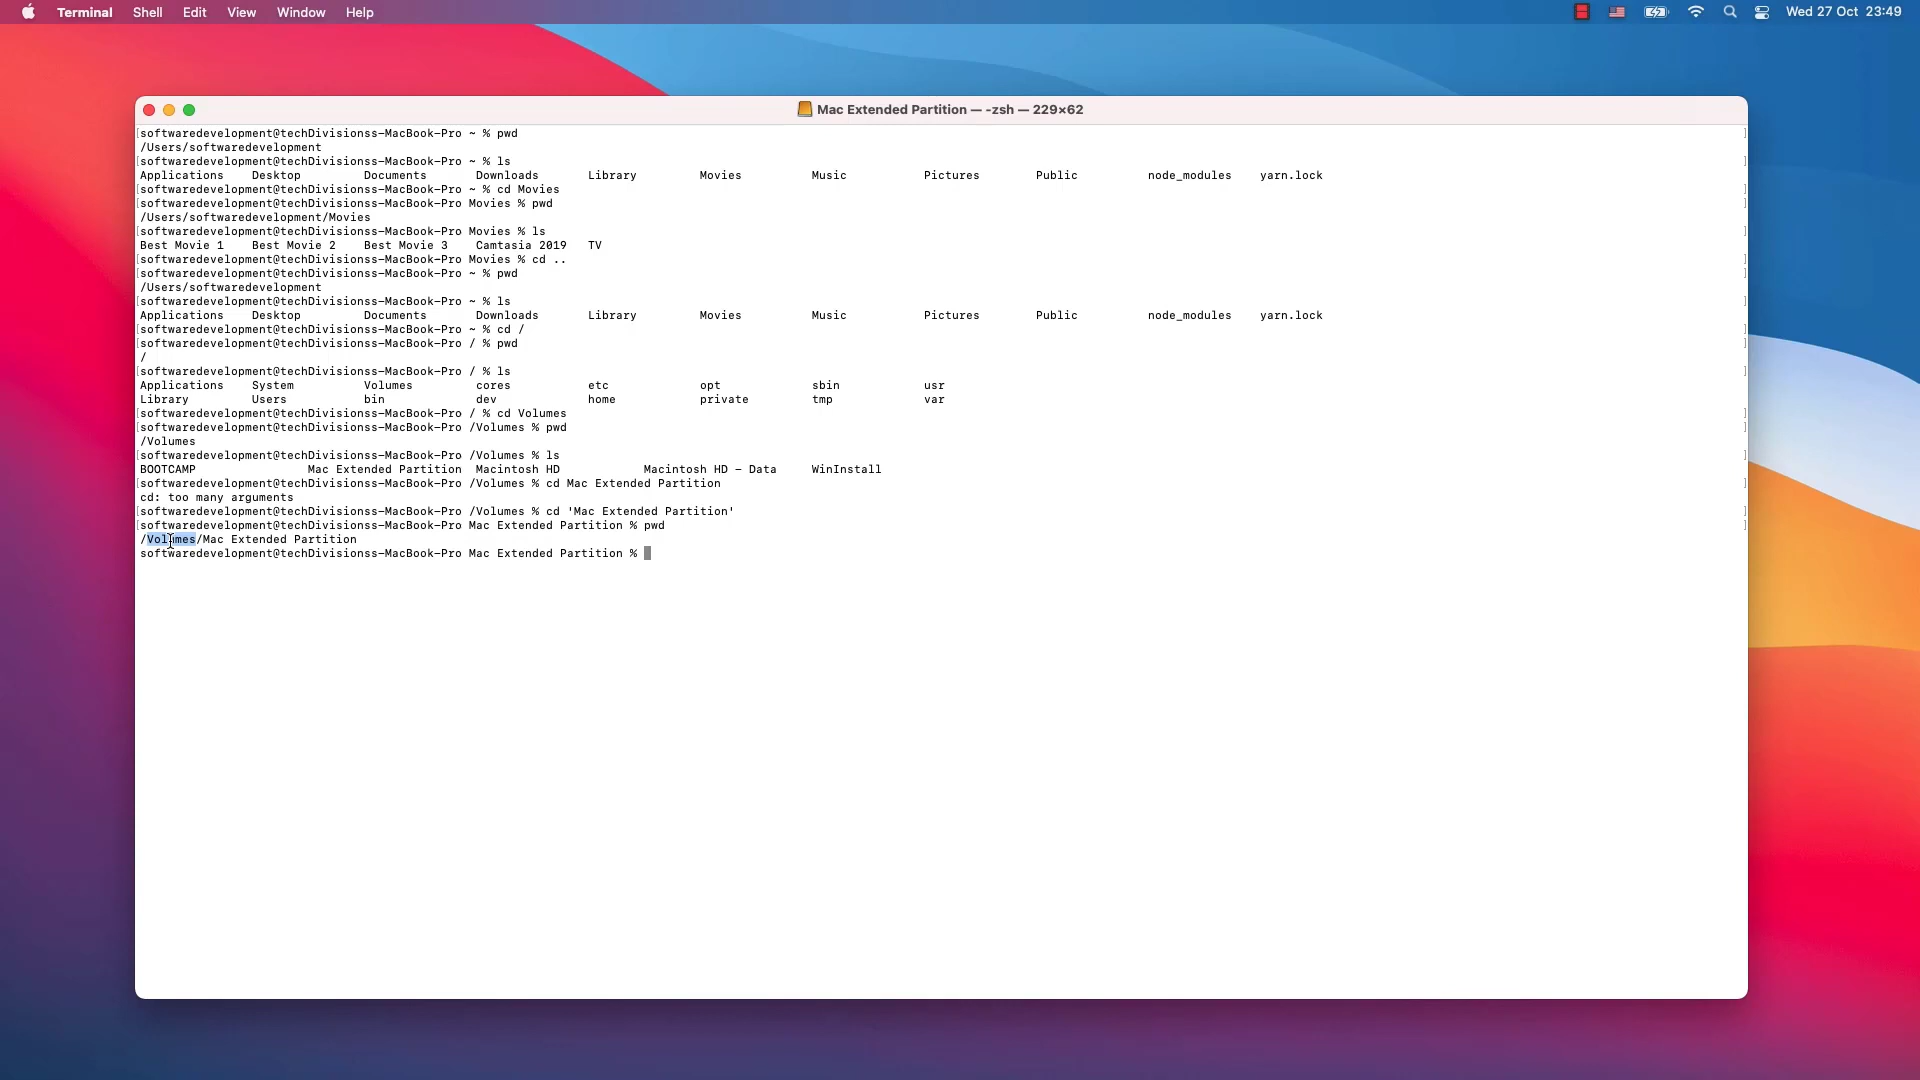 Terminal Shell Edit View Window Help Wed 27 Oct 23:49
Mac Extended Partition — -zsh — 229×62
[softwaredevelopment@techDivisionss-MacBook-Pro ~ % pwd ]
/Users/softwaredevelopment
[softwaredevelopment@techDivisionss-MacBook-Pro ~ % ls ]
Applications Desktop Documents Downloads Library Movies Music Pictures Public node_modules yarn.lock
[softwaredevelopment@techDivisionss-MacBook-Pro ~ % cd Movies ]
[softwaredevelopment@techDivisionss-MacBook-Pro Movies % pwd ]
/Users/softwaredevelopment/Movies
[softwaredevelopment@techDivisionss-MacBook-Pro Movies % ls ]
Best Movie 1 Best Movie 2 Best Movie 3 Camtasia 2019 TV
[softwaredevelopment@techDivisionss-MacBook-Pro Movies % cd .. ]
[softwaredevelopment@techDivisionss-MacBook-Pro ~ % pwd ]
/Users/softwaredevelopment
[softwaredevelopment@techDivisionss-MacBook-Pro ~ % ls ]
Applications Desktop Documents Downloads Library Movies Music Pictures Public node_modules yarn.lock
[softwaredevelopment@techDivisionss-MacBook-Pro ~ % cd / ]
[softwaredevelopment@techDivisionss-MacBook-Pro / % pwd ]
/
[softwaredevelopment@techDivisionss-MacBook-Pro / % ls ]
Applications System Volumes cores etc opt sbin usr
Library Users bin dev home private tmp var
[softwaredevelopment@techDivisionss-MacBook-Pro / % cd Volumes ]
[softwaredevelopment@techDivisionss-MacBook-Pro /Volumes % pwd ]
/Volumes
[softwaredevelopment@techDivisionss-MacBook-Pro /Volumes % ls ]
BOOTCAMP Mac Extended Partition Macintosh HD Macintosh HD - Data WinInstall
[softwaredevelopment@techDivisionss-MacBook-Pro /Volumes % cd Mac Extended Partition ]
cd: too many arguments
[softwaredevelopment@techDivisionss-MacBook-Pro /Volumes % cd 'Mac Extended Partition' ]
[softwaredevelopment@techDivisionss-MacBook-Pro Mac Extended Partition % pwd ]
/Volumes/Mac Extended Partition
softwaredevelopment@techDivisionss-MacBook-Pro Mac Extended Partition %